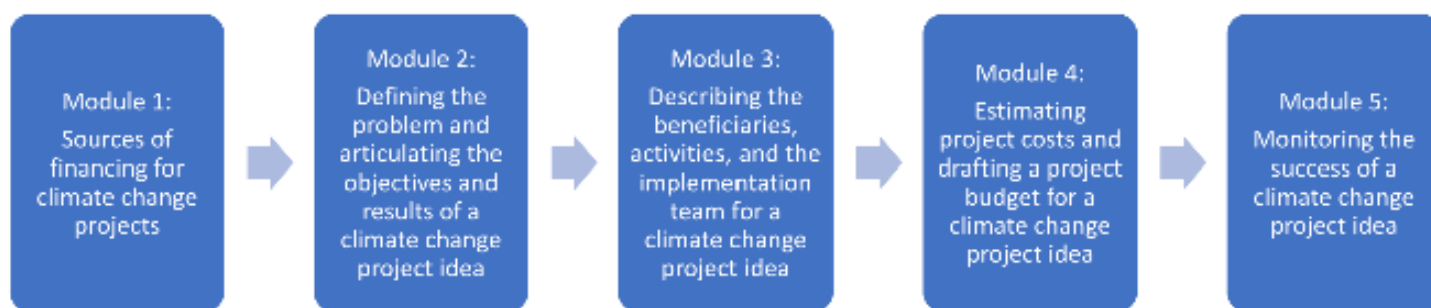 Module 1:
Sources of
financing for
climate change
projects
Module 2:
Defining the
problem and
articulating the
objectives and
results of a
climate change
project idea
Module 3:
Describing the
beneficiaries,
activities, and the
implementation
team for a
climate change
project idea
Module 4:
Estimating
project costs and
drafting a project
budget for a
climate change
project idea
Module 5:
Monitoring the
success of a
climate change
project idea